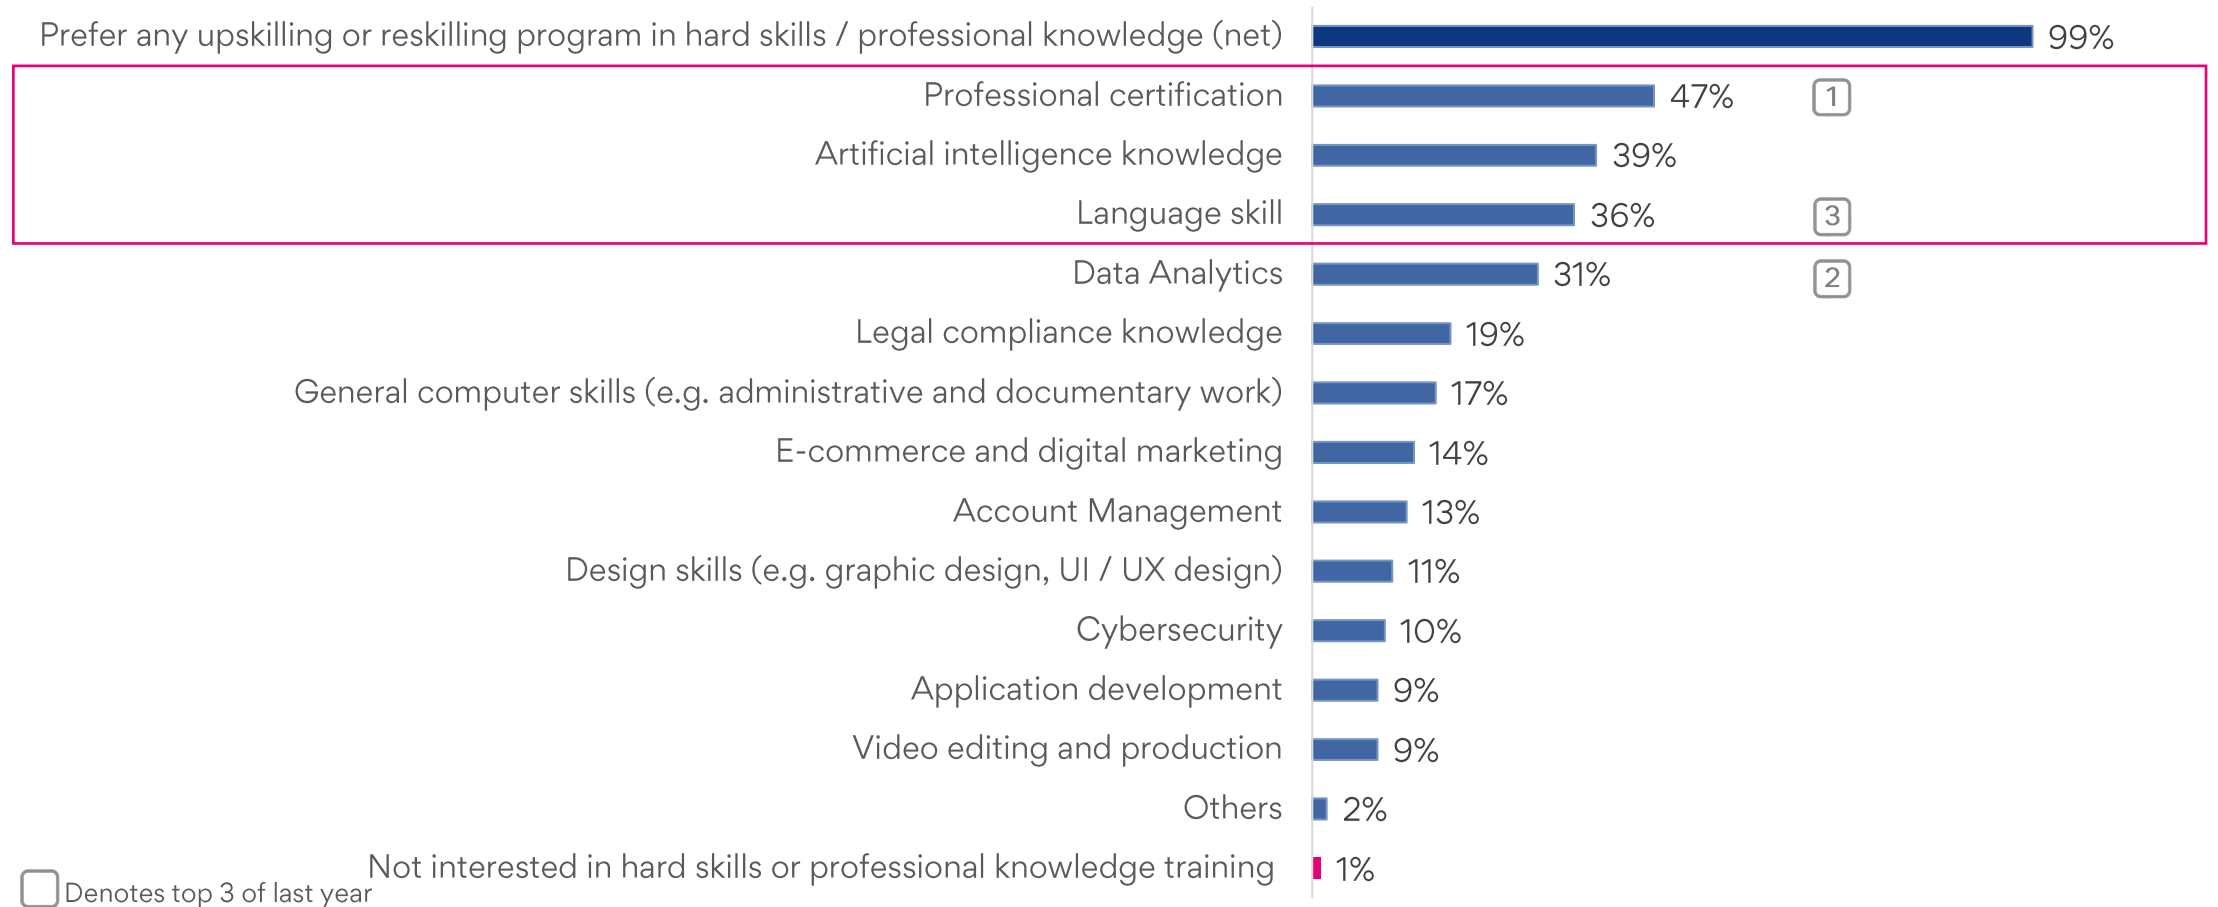 Prefer any upskilling or reskilling program in hard skills / professional knowledge (net) 99%
Professional certification 47% 1
Artificial intelligence knowledge 39%
Language skill 36% 3
Data Analytics 31% 2
Legal compliance knowledge 19%
General computer skills (e.g. administrative and documentary work) 17%
E-commerce and digital marketing 14%
Account Management 13%
Design skills (e.g. graphic design, UI / UX design) 11%
Cybersecurity 10%
Application development 9%
Video editing and production 9%
Others 2%
Not interested in hard skills or professional knowledge training 1%
Denotes top 3 of last year